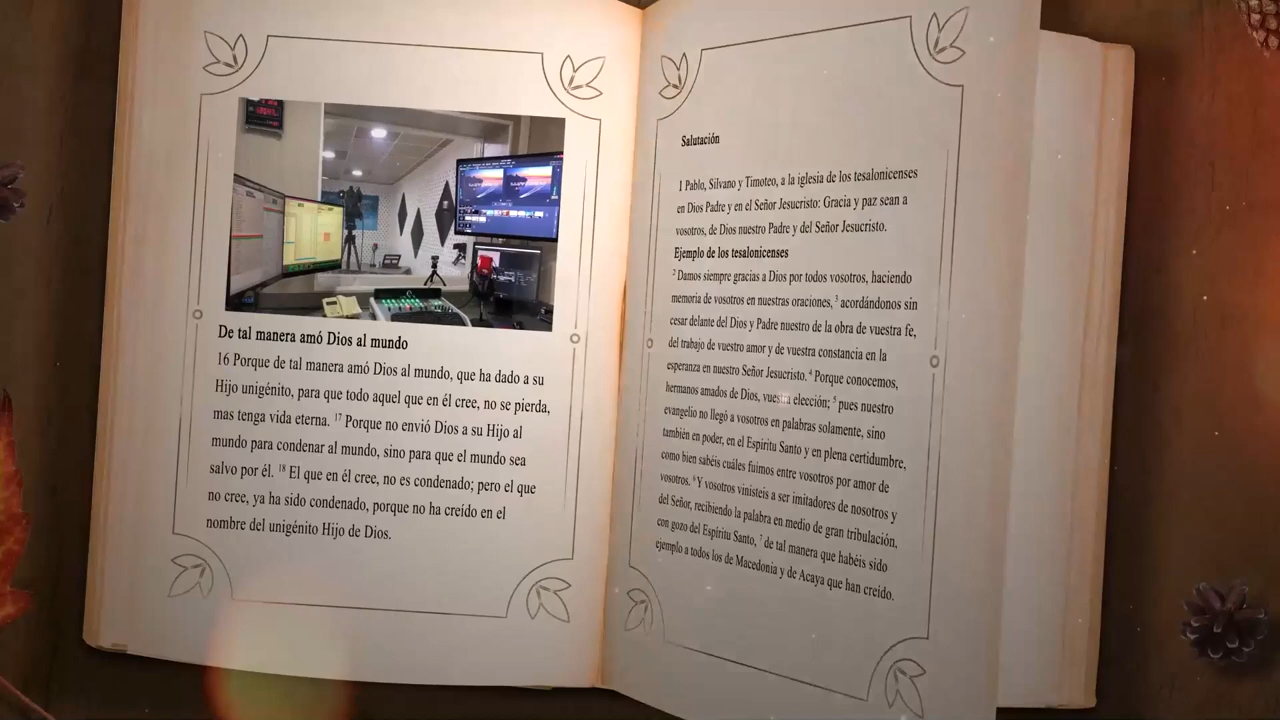 De tal manera amó Dios al mundo
16 Porque de tal manera amó Dios al mundo, que ha dado a su
Hijo unigénito, para que todo aquel que en él cree, no se pierda,
mas tenga vida eterna. 17 Porque no envió Dios a su Hijo al
mundo para condenar al mundo, sino para que el mundo sea
salvo por él. 18 El que en él cree, no es condenado; pero el que
no cree, ya ha sido condenado, porque no ha creído en el
nombre del unigénito Hijo de Dios.
Salutación
1 Pablo, Silvano y Timoteo, a la iglesia de los tesalonicenses
en Dios Padre y en el Señor Jesucristo: Gracia y paz sean a
vosotros, de Dios nuestro Padre y del Señor Jesucristo.
Ejemplo de los tesalonicenses
2 Damos siempre gracias a Dios por todos vosotros, haciendo
memoria de vosotros en nuestras oraciones, 3 acordándonos sin
cesar delante del Dios y Padre nuestro de la obra de vuestra fe,
del trabajo de vuestro amor y de vuestra constancia en la
esperanza en nuestro Señor Jesucristo. 4 Porque conocemos,
hermanos amados de Dios, vuestra elección; 5 pues nuestro
evangelio no llegó a vosotros en palabras solamente, sino
también en poder, en el Espíritu Santo y en plena certidumbre,
como bien sabéis cuáles fuimos entre vosotros por amor de
vosotros. 6 Y vosotros vinisteis a ser imitadores de nosotros y
del Señor, recibiendo la palabra en medio de gran tribulación,
con gozo del Espíritu Santo, 7 de tal manera que habéis sido
ejemplo a todos los de Macedonia y de Acaya que han creído.